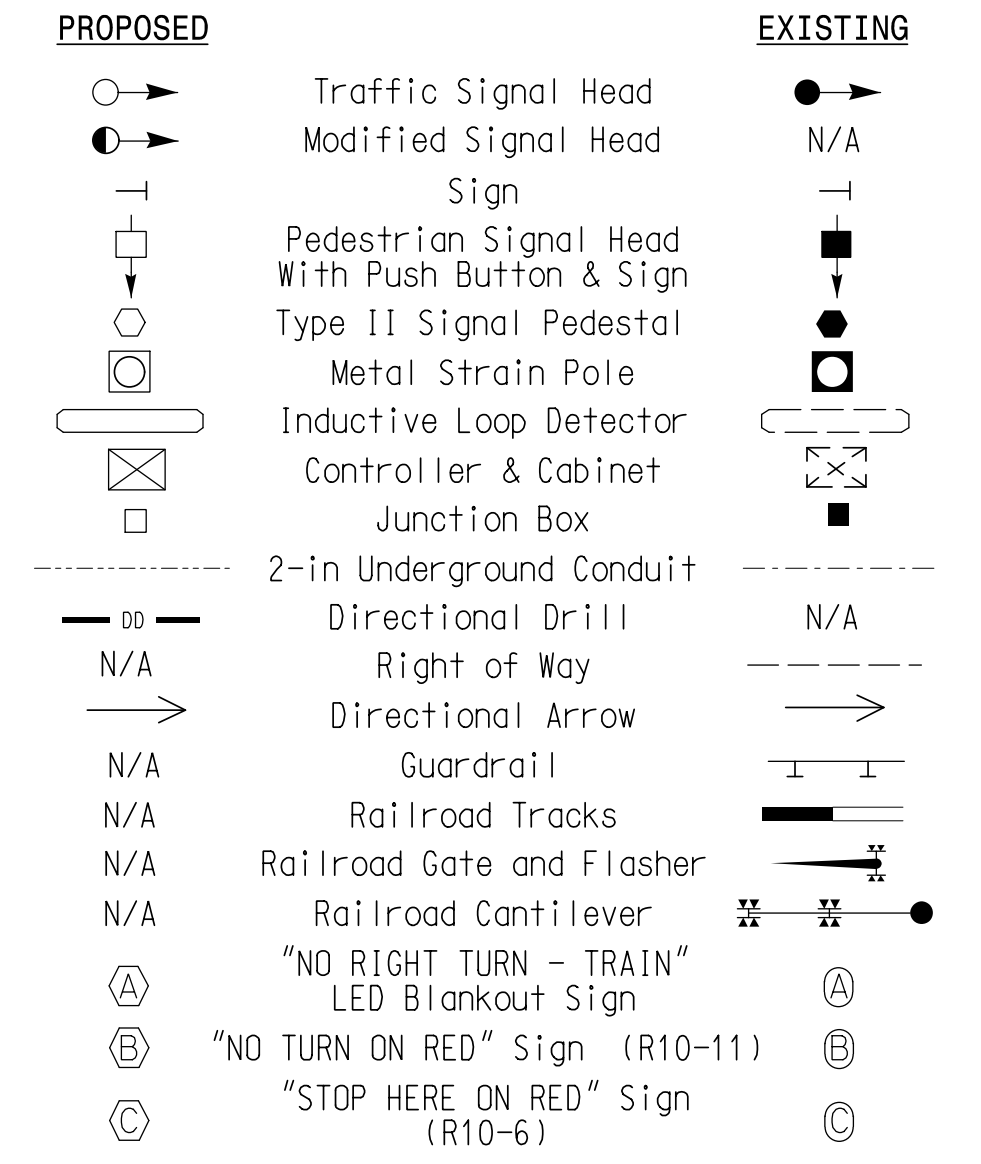 PROPOSED EXISTING
Traffic Signal Head
Modified Signal Head N/A
Sign
Pedestrian Signal Head
With Push Button & Sign
Type II Signal Pedestal
Metal Strain Pole
Inductive Loop Detector
Controller & Cabinet
Junction Box
2-in Underground Conduit
DD Directional Drill N/A
N/A Right of Way
Directional Arrow
N/A Guardrail
N/A Railroad Tracks
N/A Railroad Gate and Flasher
N/A Railroad Cantilever
"NO RIGHT TURN - TRAIN"
A LED Blankout Sign A
B "NO TURN ON RED" Sign (R10-11) B
"STOP HERE ON RED" Sign
C (R10-6) C